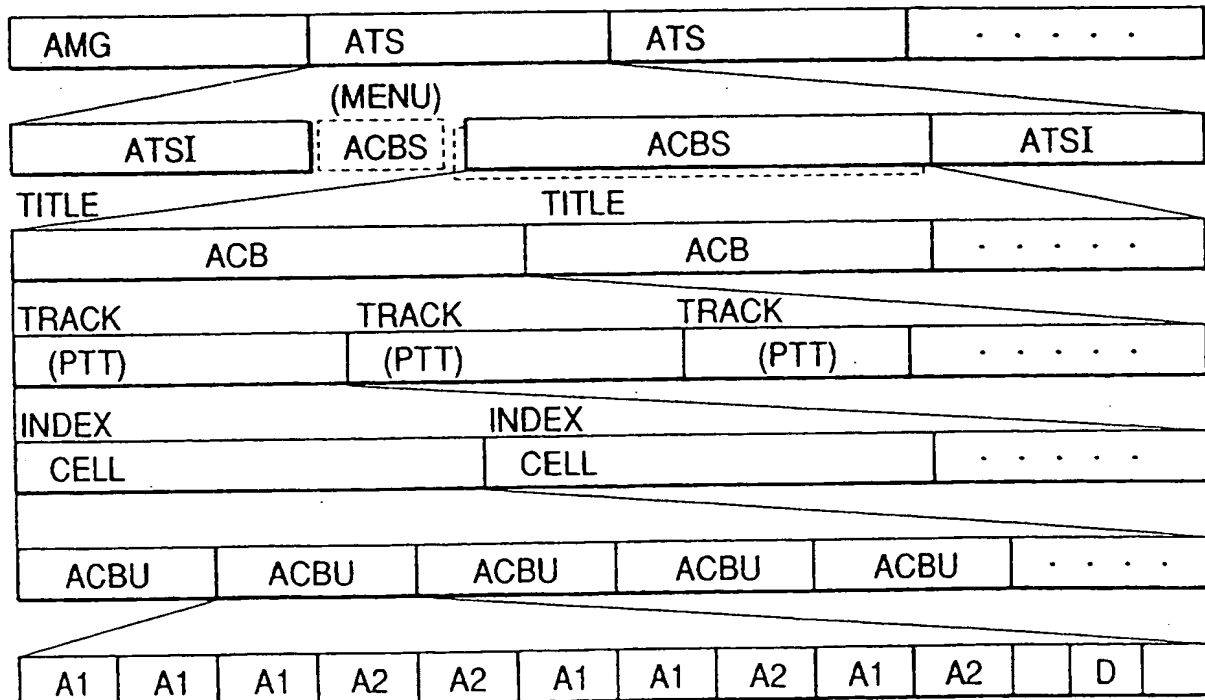 AMG ATS ATS . . . . .
(MENU)
ATSI ACBS ACBS ATSI
TITLE TITLE
ACB ACB . . . . .
TRACK TRACK TRACK
(PTT) (PTT) (PTT) . . . . .
INDEX INDEX
CELL CELL . . . . .
ACBU ACBU ACBU ACBU ACBU . . . .
A1 A1 A1 A2 A2 A1 A1 A2 A1 A2 D